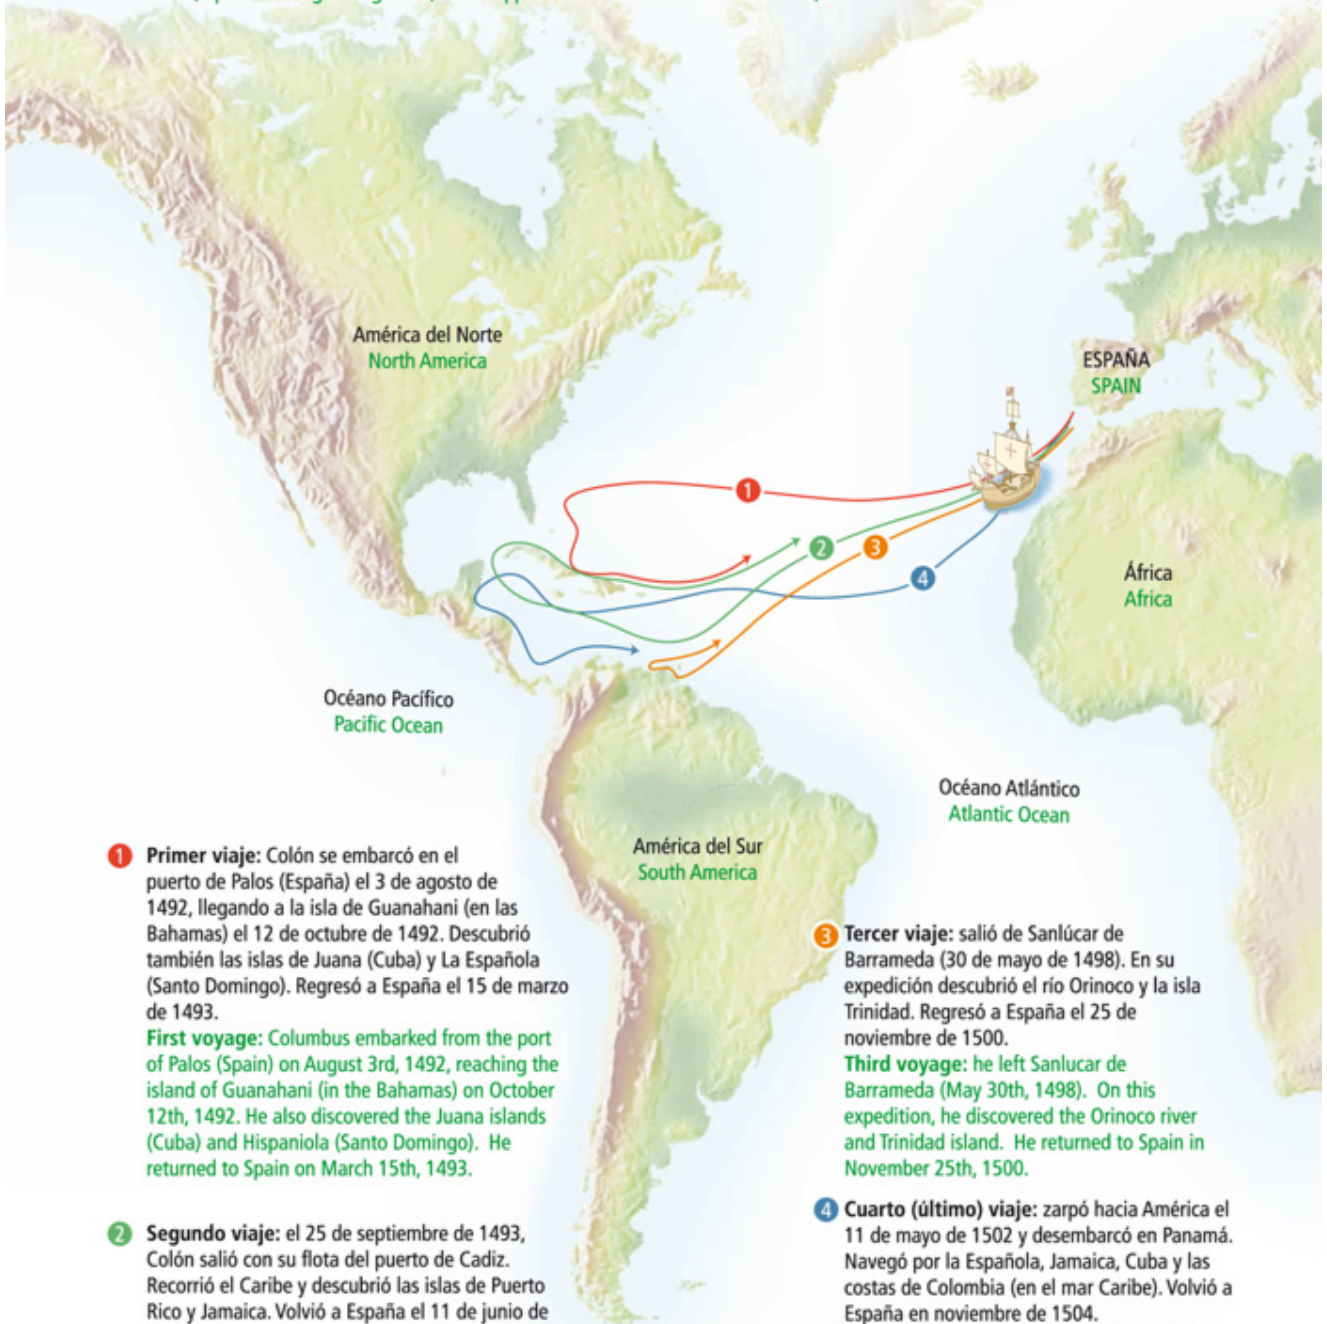 América del Norte
North America
ESPAÑA
SPAIN
1
2
3
4
África
Africa
Océano Pacífico
Pacific Ocean
Océano Atlántico
Atlantic Ocean
América del Sur
South America
1 Primer viaje: Colón se embarcó en el
puerto de Palos (España) el 3 de agosto de
1492, llegando a la isla de Guanahani (en las
Bahamas) el 12 de octubre de 1492. Descubrió
también las islas de Juana (Cuba) y La Española
(Santo Domingo). Regresó a España el 15 de marzo
de 1493.
First voyage: Columbus embarked from the port
of Palos (Spain) on August 3rd, 1492, reaching the
island of Guanahani (in the Bahamas) on October
12th, 1492. He also discovered the Juana islands
(Cuba) and Hispaniola (Santo Domingo). He
returned to Spain on March 15th, 1493.
2 Segundo viaje: el 25 de septiembre de 1493,
Colón salió con su flota del puerto de Cadiz.
Recorrió el Caribe y descubrió las islas de Puerto
Rico y Jamaica. Volvió a España el 11 de junio de
3 Tercer viaje: salió de Sanlúcar de
Barrameda (30 de mayo de 1498). En su
expedición descubrió el río Orinoco y la isla
Trinidad. Regresó a España el 25 de
noviembre de 1500.
Third voyage: he left Sanlucar de
Barrameda (May 30th, 1498). On this
expedition, he discovered the Orinoco river
and Trinidad island. He returned to Spain in
November 25th, 1500.
4 Cuarto (último) viaje: zarpó hacia América el
11 de mayo de 1502 y desembarcó en Panamá.
Navegó por la Española, Jamaica, Cuba y las
costas de Colombia (en el mar Caribe). Volvió a
España en noviembre de 1504.